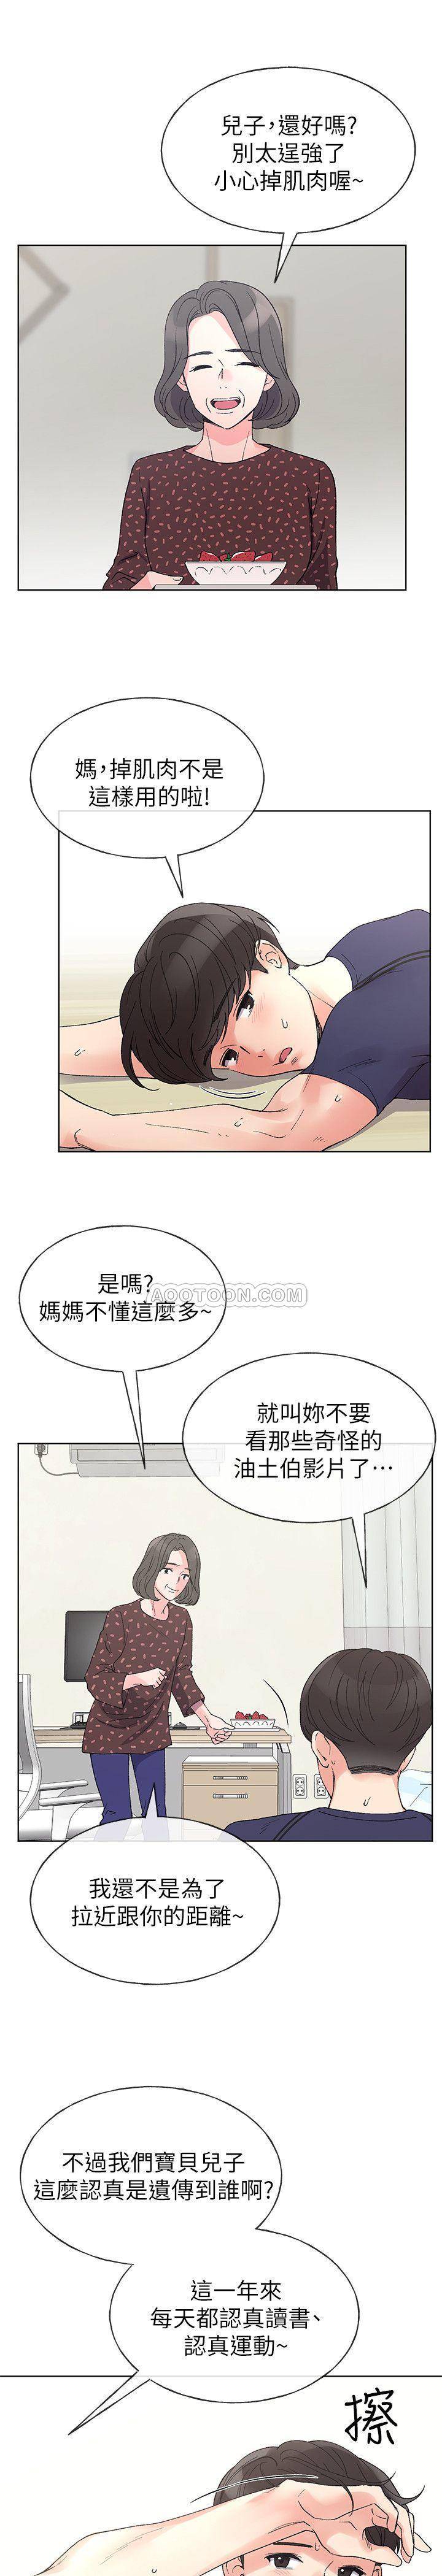 兒子，還好嗎?
別太逞強了
小心掉肌肉喔~
媽，掉肌肉不是
這樣用的啦!
AOOTOON.COM
是嗎?
媽媽不懂這麼多~
就叫妳不要
看那些奇怪的
油土伯影片了…
我還不是為了
拉近跟你的距離~
不過我們寶貝兒子
這麼認真是遺傳到誰啊?
這一年來
每天都認真讀書、
認真運動~
擦